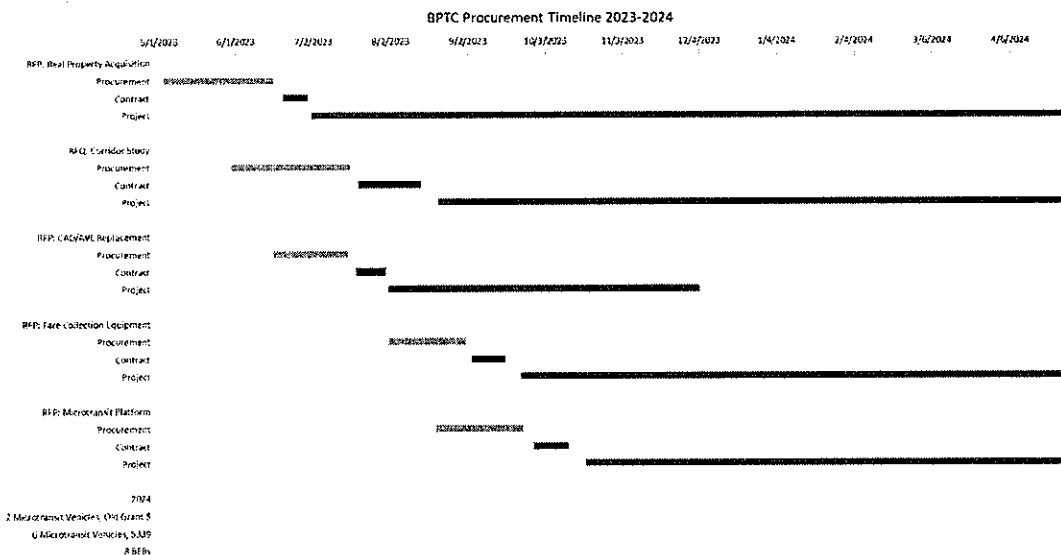 BPTC Procurement Timeline 2023-2024
5/1/2023 6/1/2023 7/2/2023 8/2/2023 9/2/2023 10/3/2023 11/3/2023 12/4/2023 1/4/2024 2/4/2024 3/6/2024 4/6/2024
RFP: Real Property Acquisition
Procurement
Contract
Project
RFQ: Corridor Study
Procurement
Contract
Project
RFP: CAD/AVL Replacement
Procurement
Contract
Project
RFP: Fare Collection Equipment
Procurement
Contract
Project
RFP: Microtransit Platform
Procurement
Contract
Project
2024
2 Microtransit Vehicles, Old Grant $
6 Microtransit Vehicles, 5339
8 BEBs